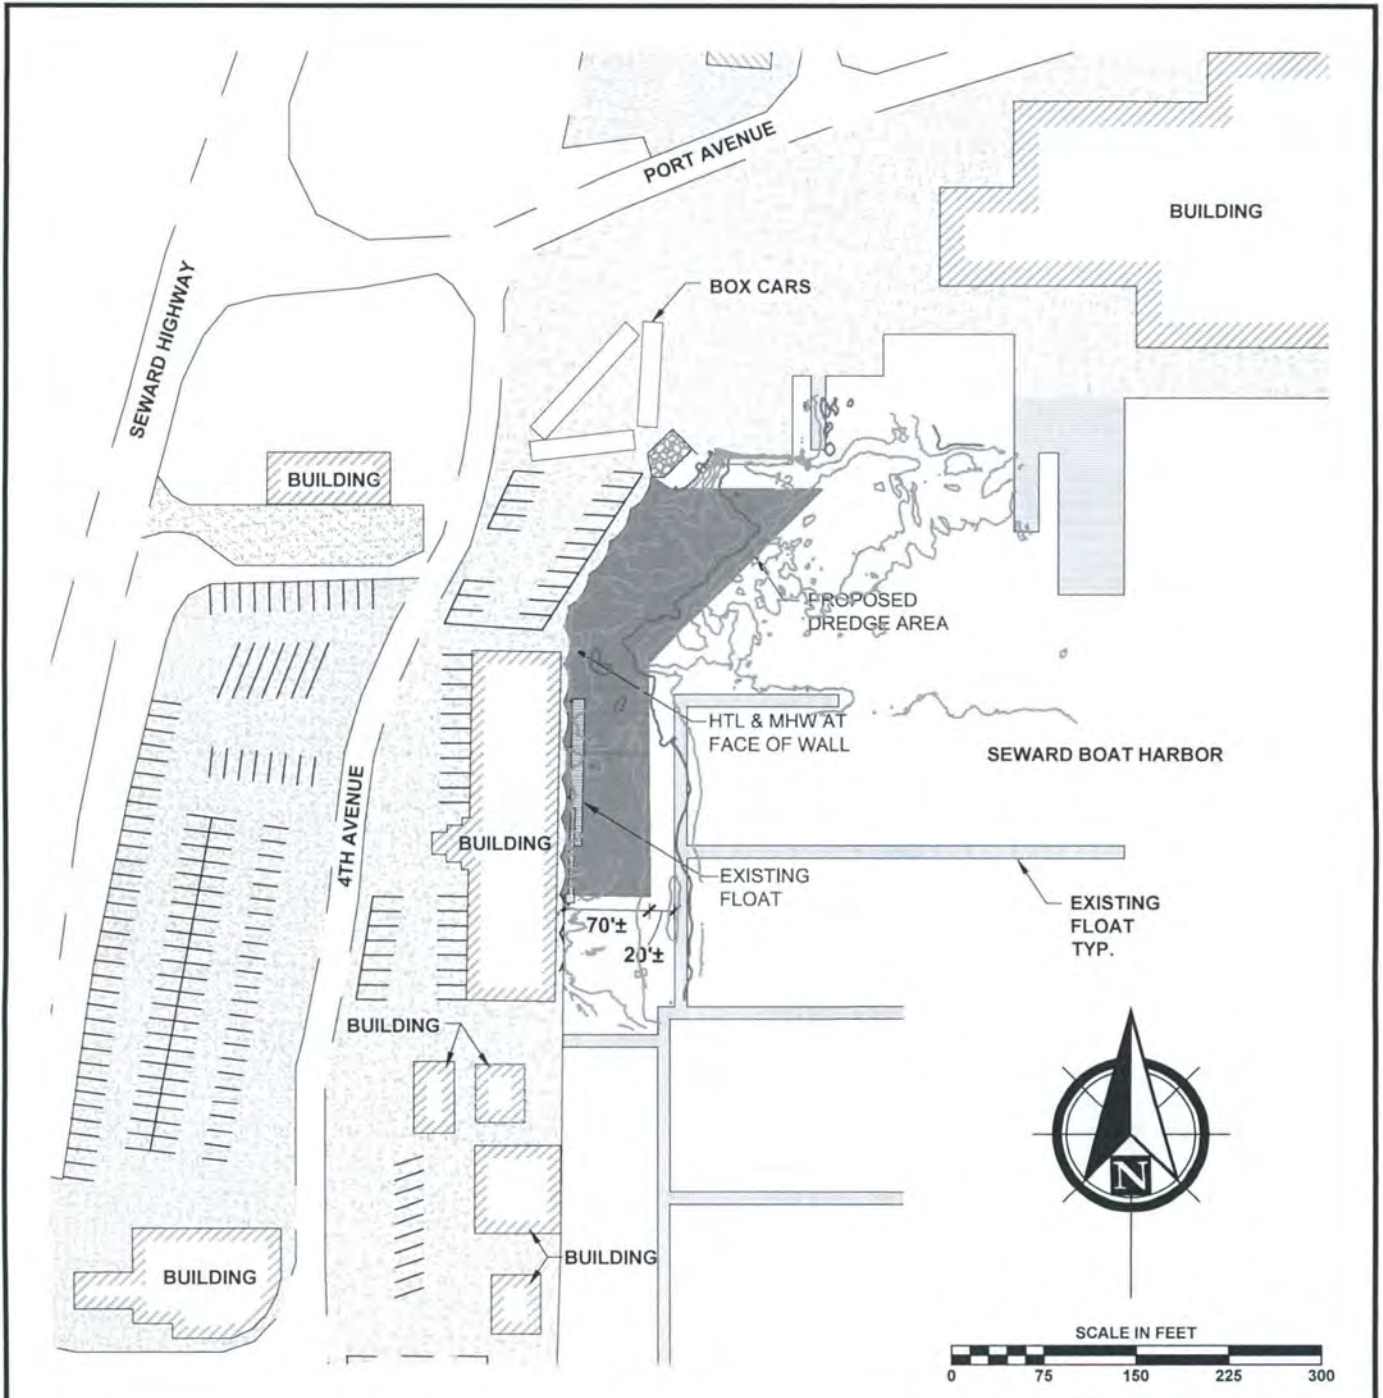 PORT AVENUE
BUILDING
SEWARD HIGHWAY
BOX CARS
BUILDING
PROPOSED
DREDGE AREA
HTL & MHW AT
FACE OF WALL
SEWARD BOAT HARBOR
4TH AVENUE
BUILDING
EXISTING
FLOAT
EXISTING
FLOAT
TYP.
70'±
20'±
BUILDING
N
BUILDING
BUILDING
SCALE IN FEET
0 75 150 225 300